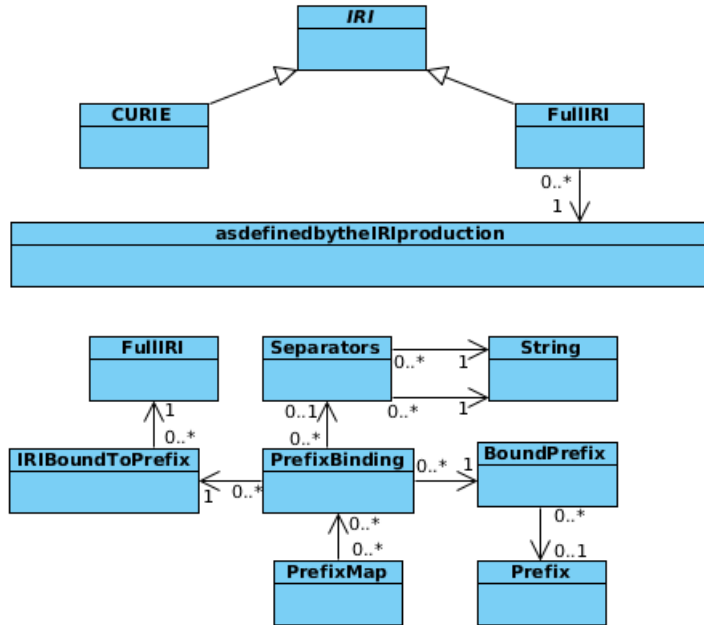 IRI
CURIE
FullIRI
0..*
1
asdefinedbytheIRIproduction
FullIRI
Separators
String
0..*
1
1
0..1
0..*
1
0..*
0..*
IRIBoundToPrefix
PrefixBinding
BoundPrefix
0..*
1
1
0..*
0..*
0..*
0..*
0..1
PrefixMap
Prefix